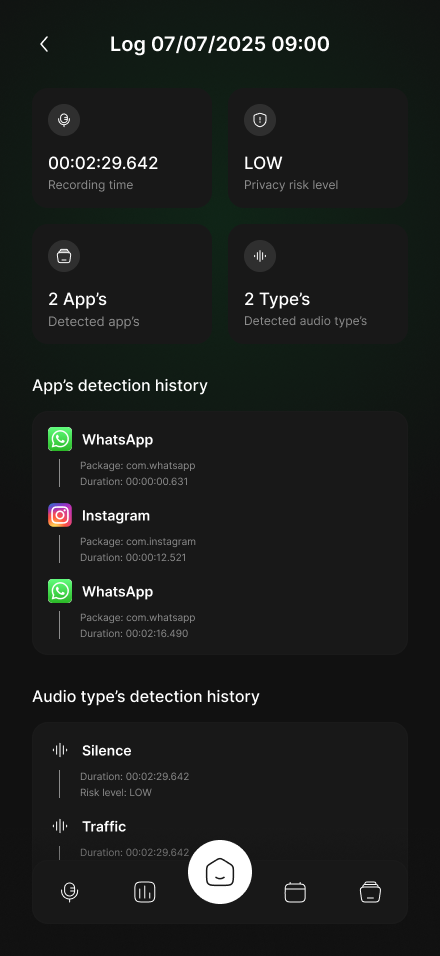 Log 07/07/2025 09:00
00:02:29.642
Recording time
LOW
Privacy risk level
2 App's
Detected app's
2 Type's
Detected audio type's
App's detection history
WhatsApp
Package: com.whatsapp
Duration: 00:00:00.631
Instagram
Package: com.instagram
Duration: 00:00:12.521
WhatsApp
Package: com.whatsapp
Duration: 00:02:16.490
Audio type's detection history
Silence
Duration: 00:02:29.642
Risk level: LOW
Traffic
Duration: 00:02:29.642